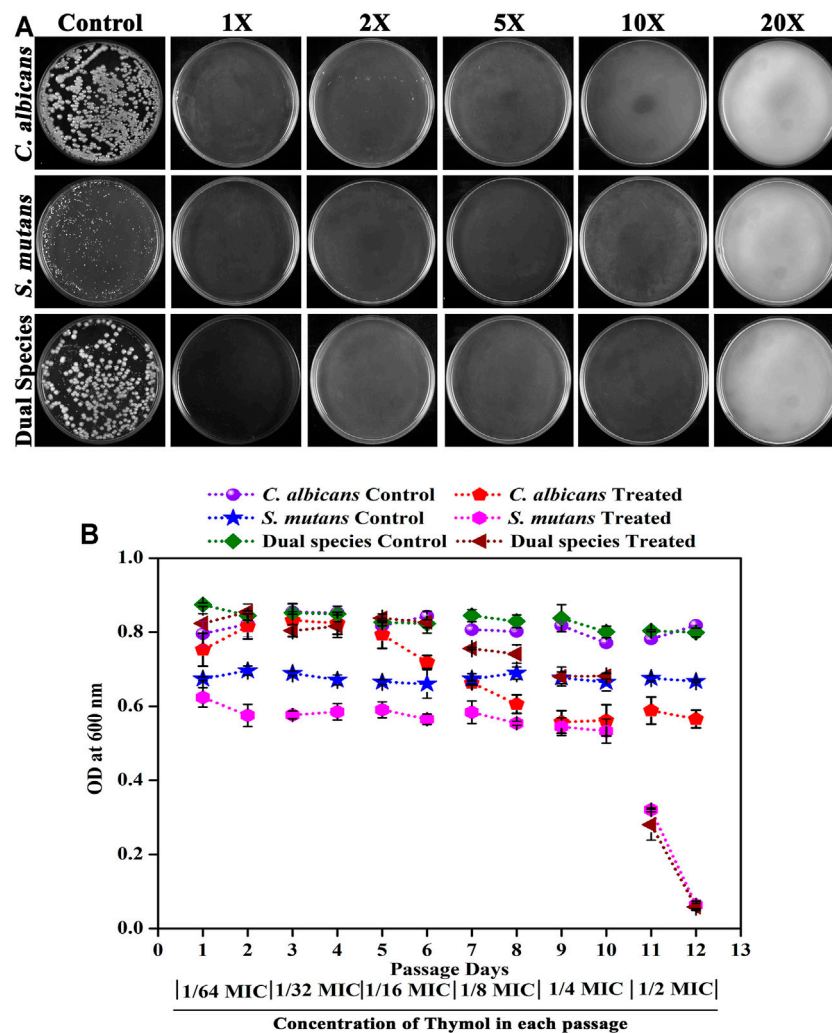 A Control 1X 2X 5X 10X 20X
C. albicans
S. mutans
Dual Species
C. albicans Control C. albicans Treated
S. mutans Control S. mutans Treated
B Dual species Control Dual species Treated
1.0
0.8
0.6
0.4
0.2
0.0
OD at 600 nm
0 1 2 3 4 5 6 7 8 9 10 11 12 13
Passage Days
|1/64 MIC|1/32 MIC|1/16 MIC|1/8 MIC|1/4 MIC|1/2 MIC|
Concentration of Thymol in each passage